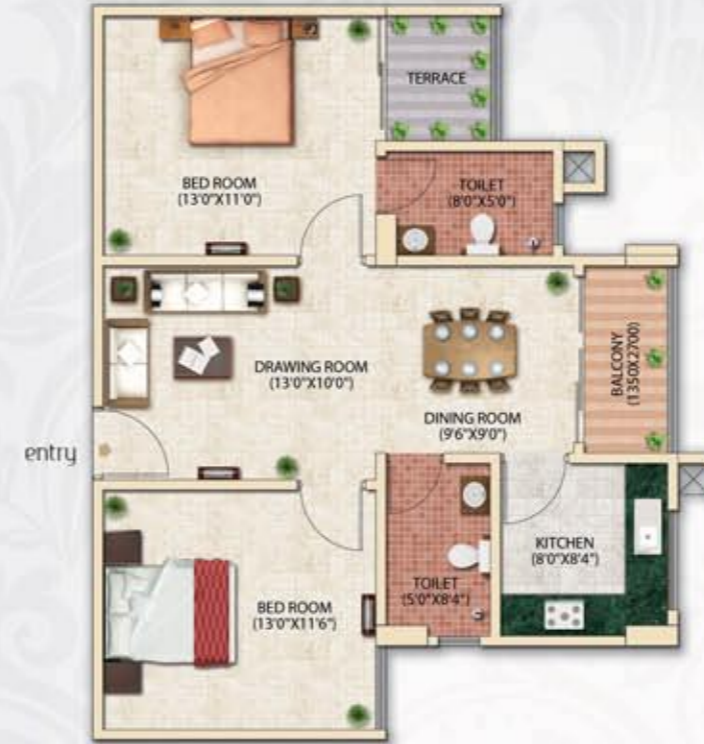 TERRACE
BED ROOM
(13'0"X11'0")
TOILET
(8'0"X5'0")
DRAWING ROOM
(13'0"X10'0")
BALCONY
(1350X2700)
DINING ROOM
(9'6"X9'0")
entry
KITCHEN
(8'0"X8'4")
TOILET
(5'0"X8'4")
BED ROOM
(13'0"X11'6")